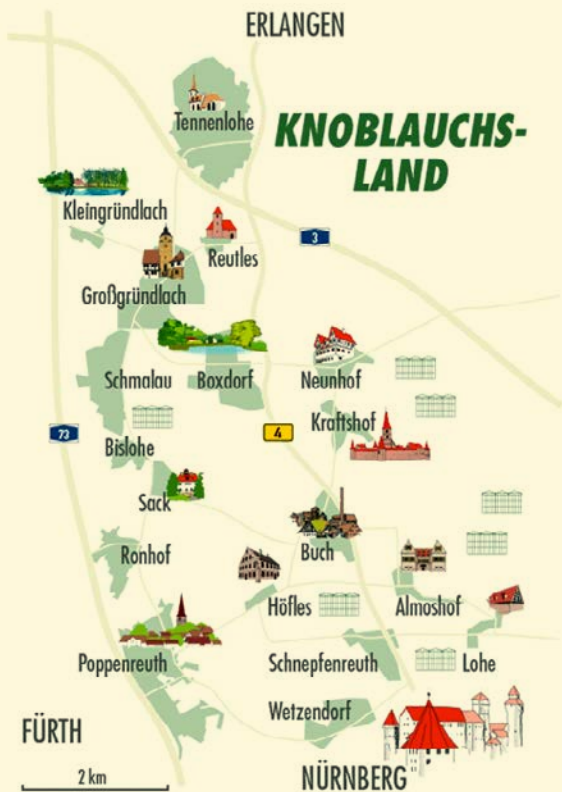 ERLANGEN
Tennenlohe
KNOBLAUCHS-
LAND
Kleingründlach
Reutles
3
Großgründlach
Schmalau
Boxdorf
Neunhof
Kraftshof
73
4
Bislohe
Sack
Ronhof
Buch
Höfles
Almoshof
Poppenreuth
Schnepfenreuth
Lohe
Wetzendorf
FÜRTH
2 km
NÜRNBERG